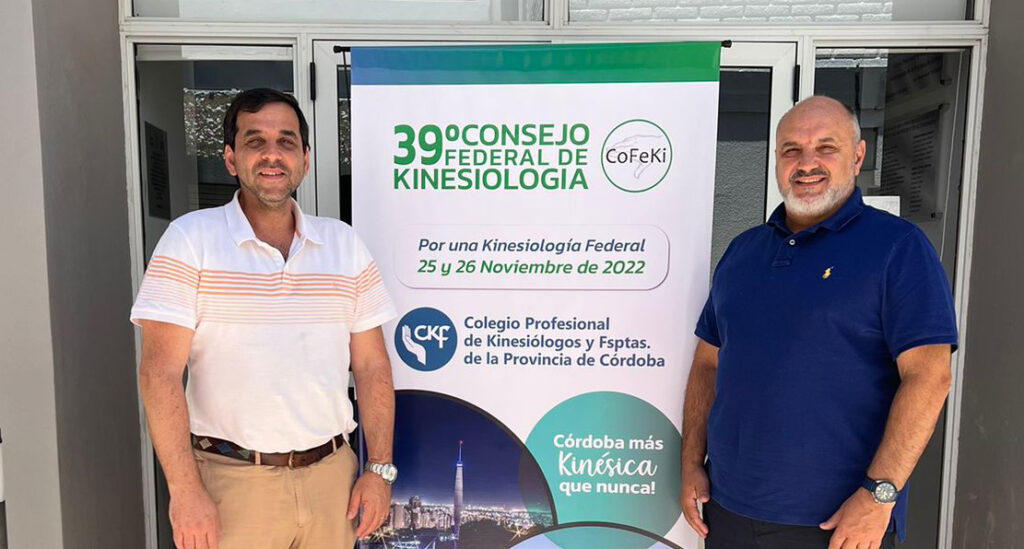 39º CONSEJO
FEDERAL DE
KINESIOLOGIA
CoFeKi
Por una Kinesiología Federal
25 y 26 Noviembre de 2022
CKf
Colegio Profesional
de Kinesiólogos y Fsptas.
de la Provincia de Córdoba
Córdoba más
Kinésica
que nunca!